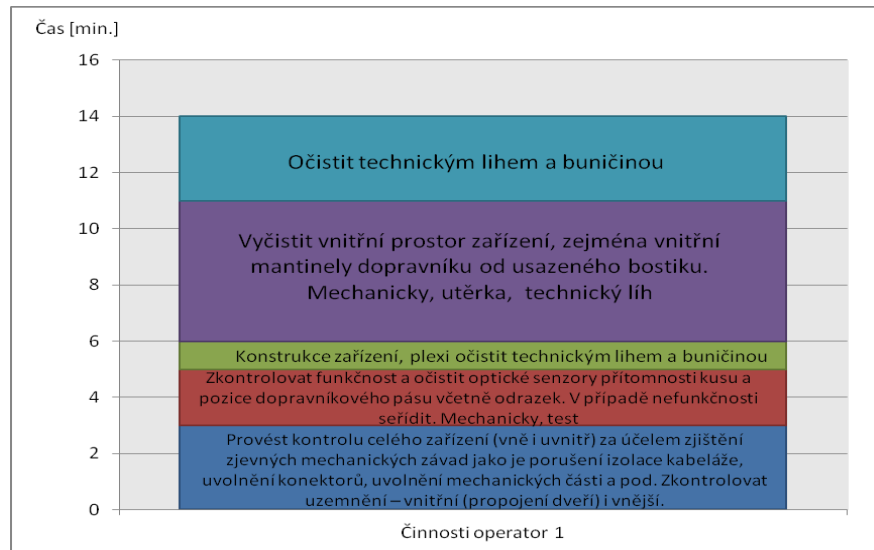 Čas [min.]
16
14
12
10
8
6
4
2
0
Očistit technickým lihem a buničinou
Vyčistit vnitřní prostor zařízení, zejména vnitřní
mantinely dopravníku od usazeného bostiku.
Mechanicky, utěrka, technický líh
Konstrukce zařízení, plexi očistit technickým lihem a buničinou
Zkontrolovat funkčnost a očistit optické senzory přítomnosti kusu a
pozice dopravníkového pásu včetně odrazek. V případě nefunkčnosti
seřídit. Mechanicky, test
Provést kontrolu celého zařízení (vně i uvnitř) za účelem zjištění
zjevných mechanických závad jako je porušení izolace kabeláže,
uvolnění konektorů, uvolnění mechanických části a pod. Zkontrolovat
uzemnění – vnitřní (propojení dveří) i vnější.
Činnosti operator 1